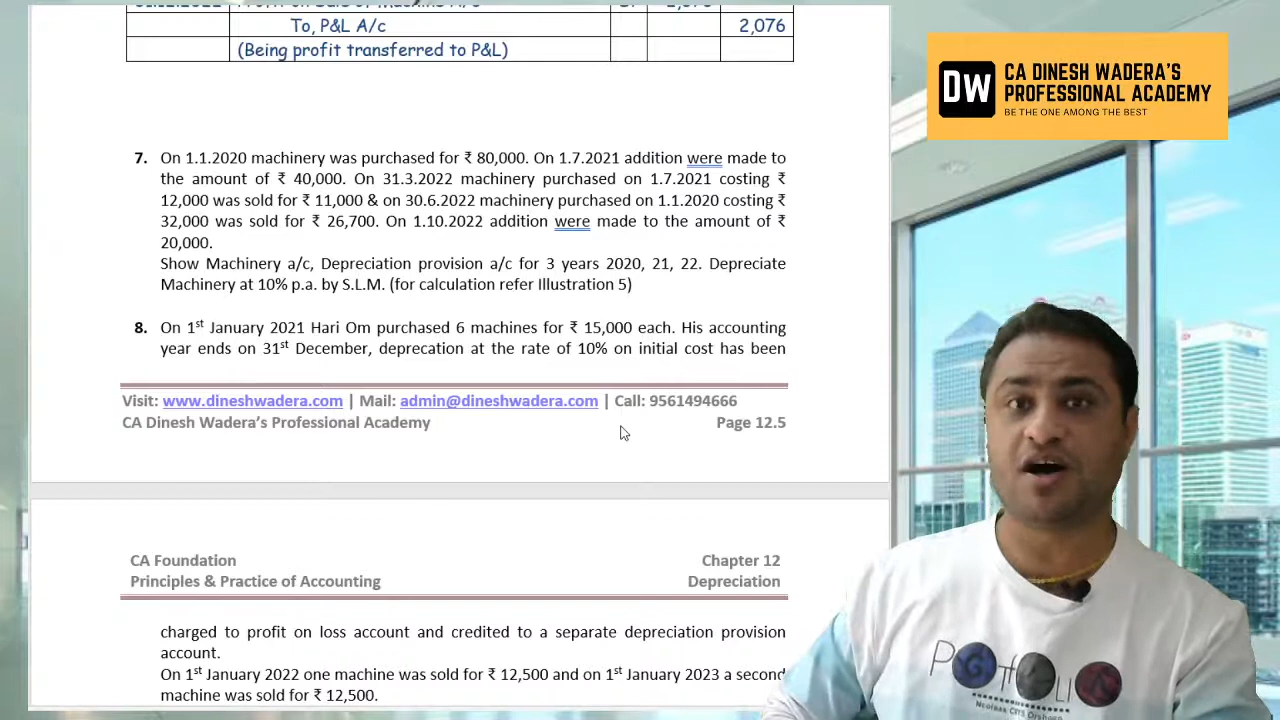 To, P&L A/c
2,076
(Being profit transferred to P&L)
DW
CA DINESH WADERA'S
PROFESSIONAL ACADEMY
BE THE ONE AMONG THE BEST
7. On 1.1.2020 machinery was purchased for ₹ 80,000. On 1.7.2021 addition were made to
the amount of ₹ 40,000. On 31.3.2022 machinery purchased on 1.7.2021 costing ₹
12,000 was sold for ₹ 11,000 & on 30.6.2022 machinery purchased on 1.1.2020 costing ₹
32,000 was sold for ₹ 26,700. On 1.10.2022 addition were made to the amount of ₹
20,000.
Show Machinery a/c, Depreciation provision a/c for 3 years 2020, 21, 22. Depreciate
Machinery at 10% p.a. by S.L.M. (for calculation refer Illustration 5)
8. On 1st January 2021 Hari Om purchased 6 machines for ₹ 15,000 each. His accounting
year ends on 31st December, deprecation at the rate of 10% on initial cost has been
Visit: www.dineshwadera.com | Mail: admin@dineshwadera.com | Call: 9561494666
CA Dinesh Wadera's Professional Academy
Page 12.5
CA Foundation
Chapter 12
Principles & Practice of Accounting
Depreciation
charged to profit on loss account and credited to a separate depreciation provision
account.
On 1st January 2022 one machine was sold for ₹ 12,500 and on 1st January 2023 a second
machine was sold for ₹ 12,500.